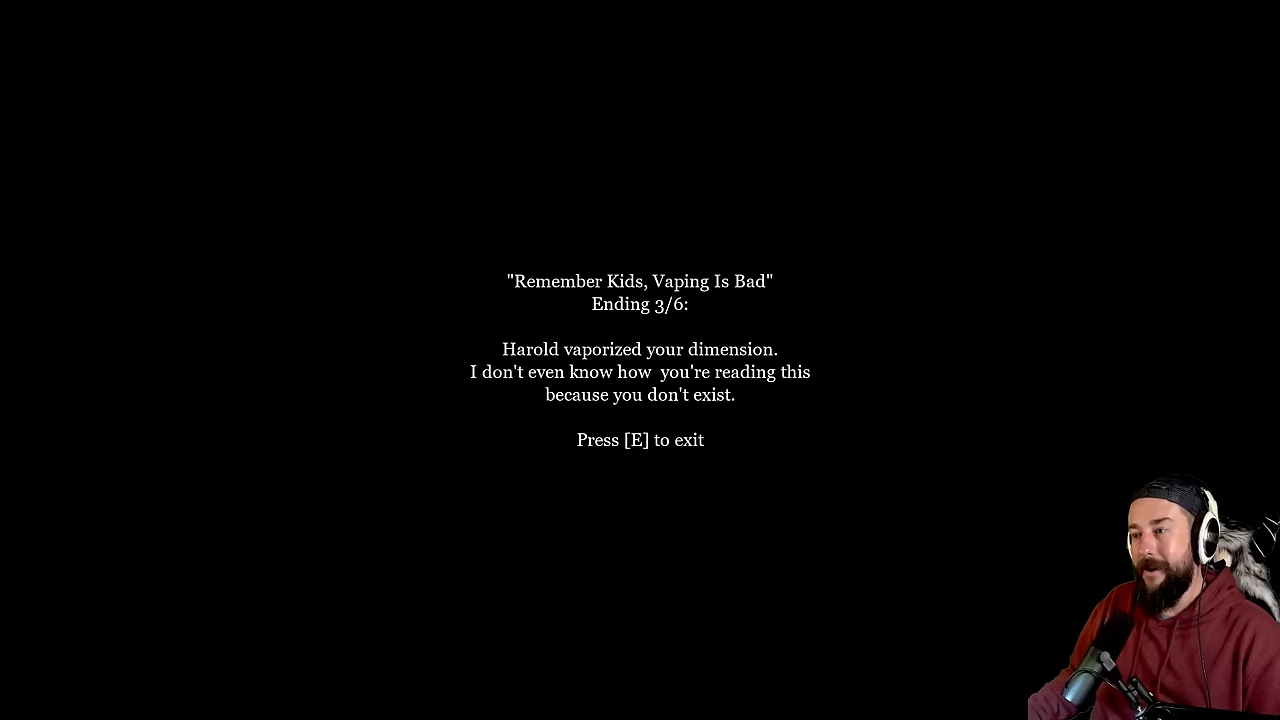 "Remember Kids, Vaping Is Bad"
Ending 3/6:
Harold vaporized your dimension.
I don't even know how  you're reading this
because you don't exist.
Press [E] to exit